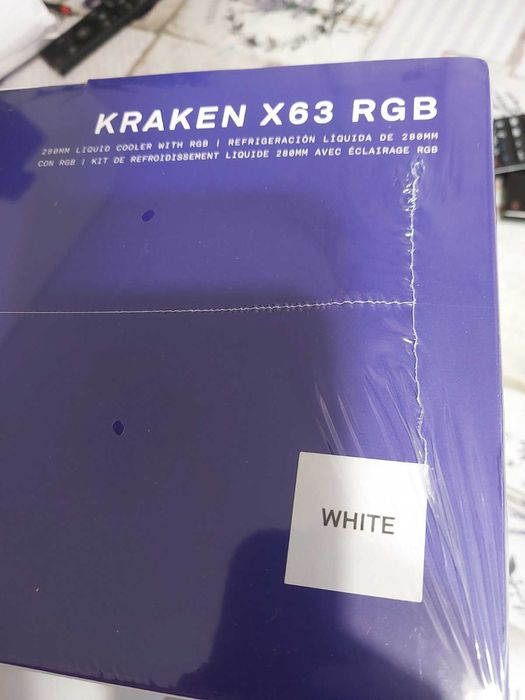 KRAKEN X63 RGB
280MM LIQUID COOLER WITH RGB | REFRIGERACIÓN LÍQUIDA DE 280MM
CON RGB | KIT DE REFROIDISSEMENT LIQUIDE 280MM AVEC ÉCLAIRAGE RGB
WHITE